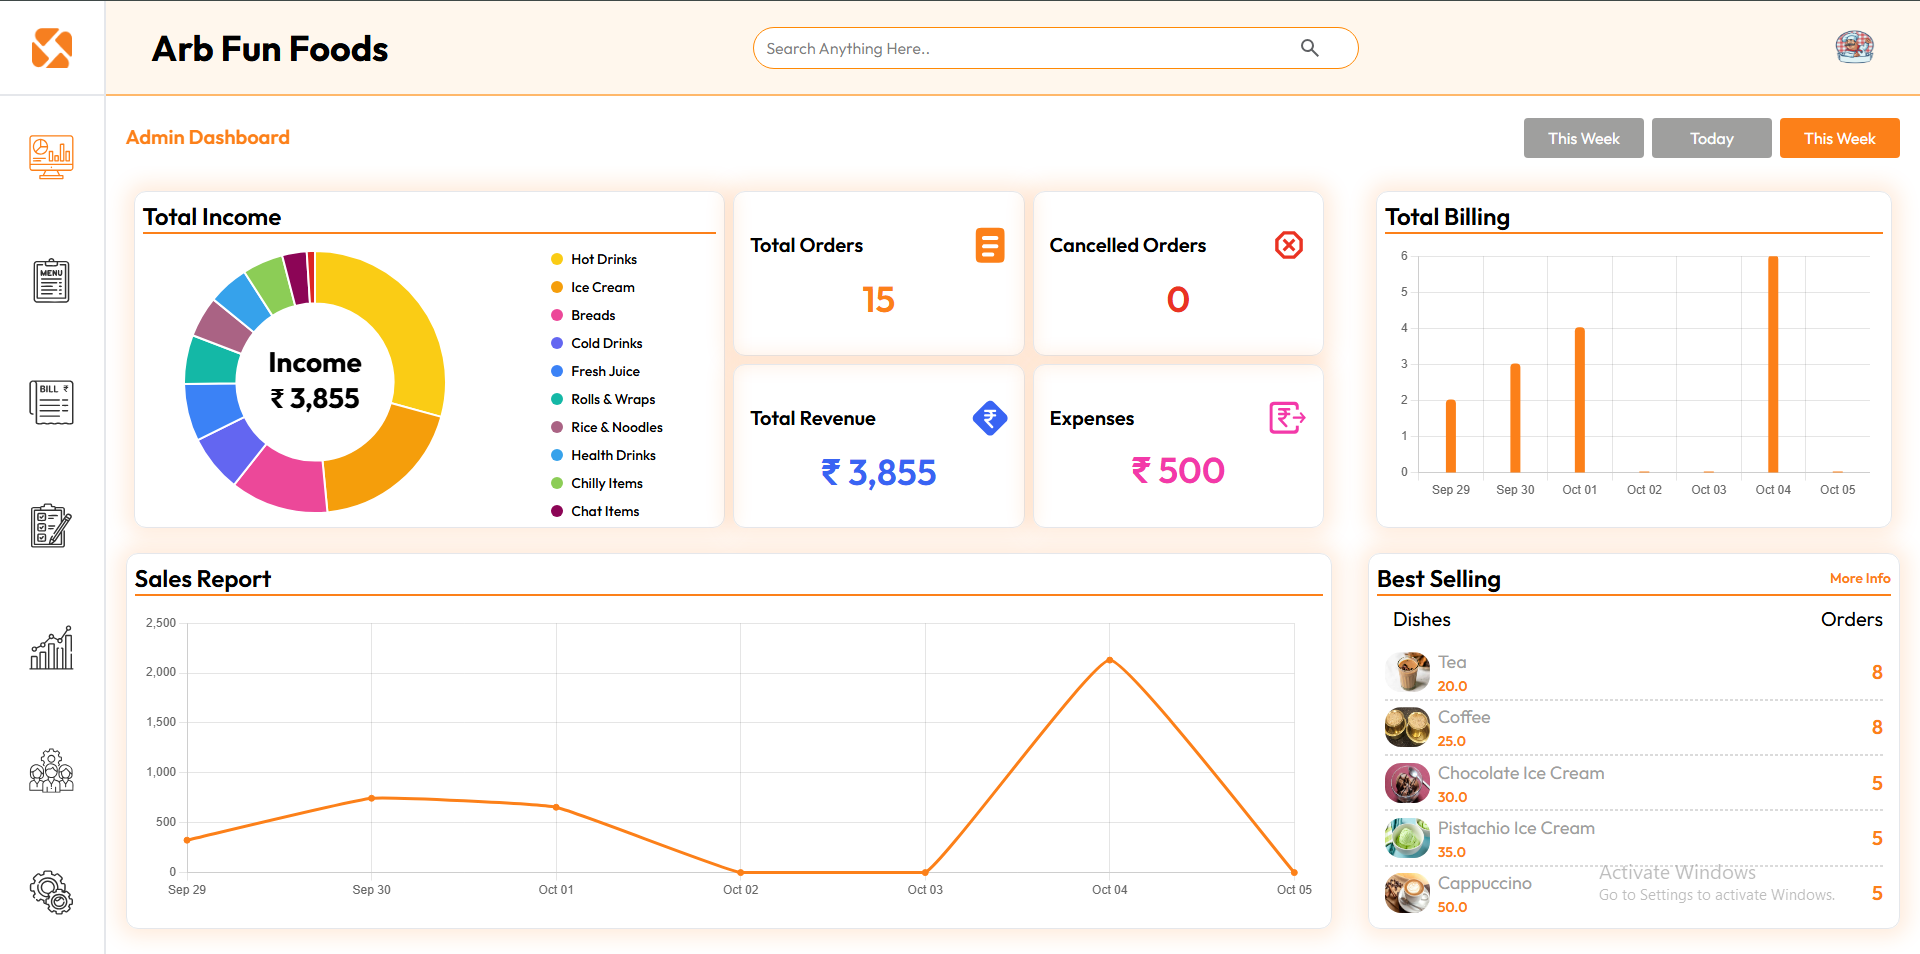 Arb Fun Foods
Search Anything Here..
Admin Dashboard
This Week
Today
This Week
Total Income
Income
₹ 3,855
Hot Drinks
Ice Cream
Breads
Cold Drinks
Fresh Juice
Rolls & Wraps
Rice & Noodles
Health Drinks
Chilly Items
Chat Items
Total Orders
15
Cancelled Orders
0
Total Revenue
₹ 3,855
Expenses
₹ 500
Total Billing
6
5
4
3
2
1
0
Sep 29 Sep 30 Oct 01 Oct 02 Oct 03 Oct 04 Oct 05
MENU
BILL ₹
Sales Report
2,500
2,000
1,500
1,000
500
0
Sep 29 Sep 30 Oct 01 Oct 02 Oct 03 Oct 04 Oct 05
Best Selling
More Info
Dishes Orders
Tea
20.0
8
Coffee
25.0
8
Chocolate Ice Cream
30.0
5
Pistachio Ice Cream
35.0
5
Cappuccino
50.0
5
Activate Windows
Go to Settings to activate Windows.